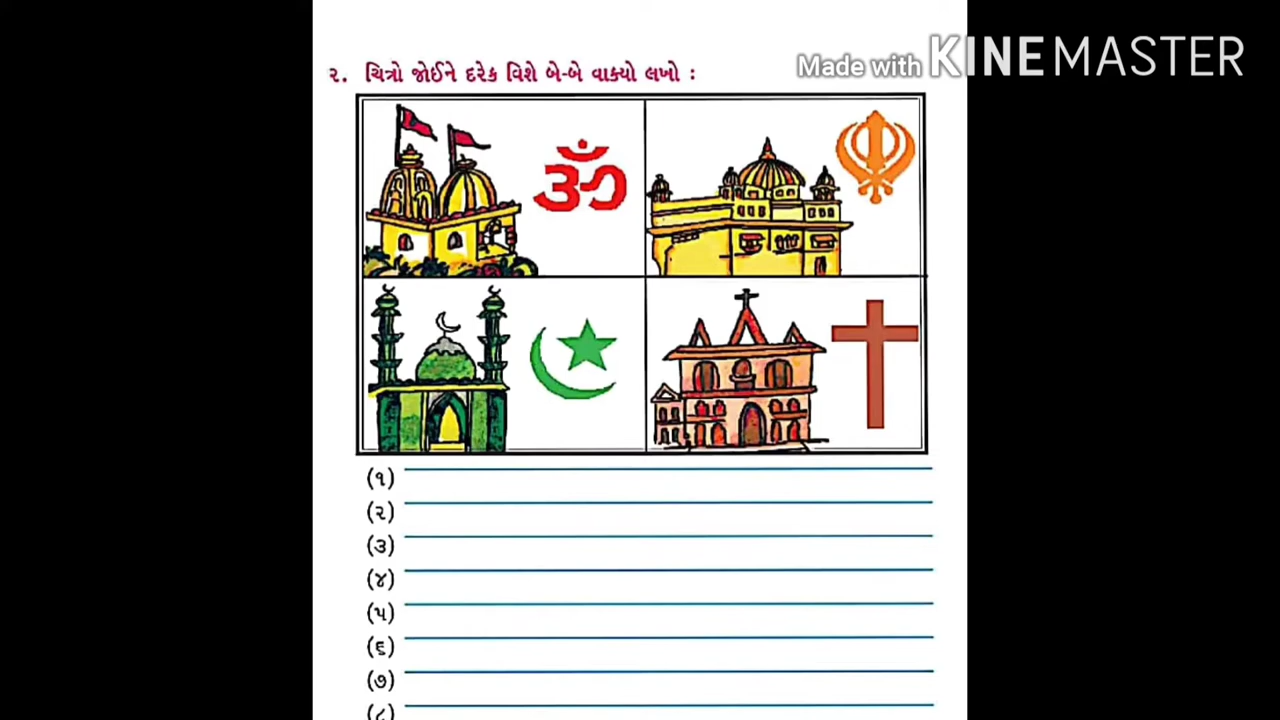 Made with KINEMASTER
૨. ચિત્રો જોઈને દરેક વિશે બે-બે વાક્યો લખો :
ૐ
(૧)
(૨)
(૩)
(૪)
(૫)
(૬)
(૭)
(૮